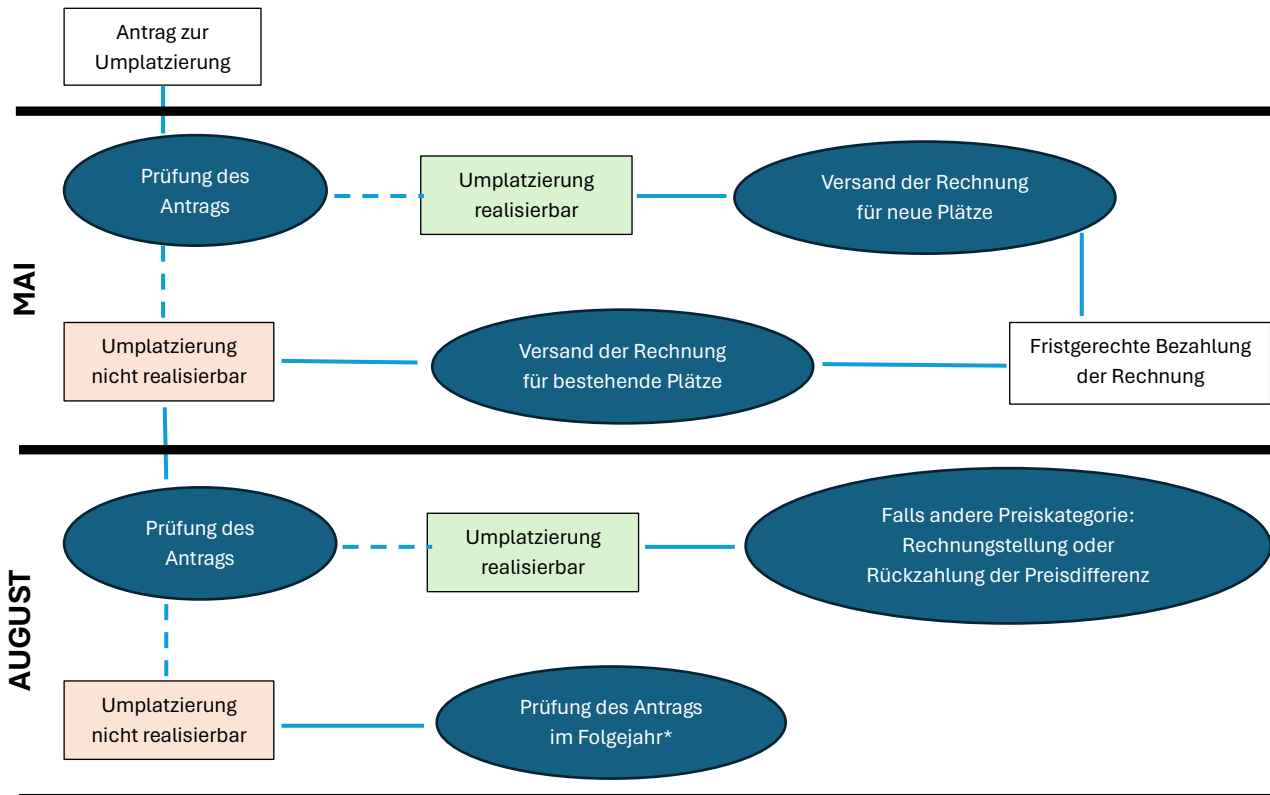 Antrag zur
Umplatzierung
MAI
Prüfung des
Antrags
Umplatzierung
realisierbar
Versand der Rechnung
für neue Plätze
Umplatzierung
nicht realisierbar
Versand der Rechnung
für bestehende Plätze
Fristgerechte Bezahlung
der Rechnung
AUGUST
Prüfung des
Antrags
Umplatzierung
realisierbar
Falls andere Preiskategorie:
Rechnungstellung oder
Rückzahlung der Preisdifferenz
Umplatzierung
nicht realisierbar
Prüfung des Antrags
im Folgejahr*